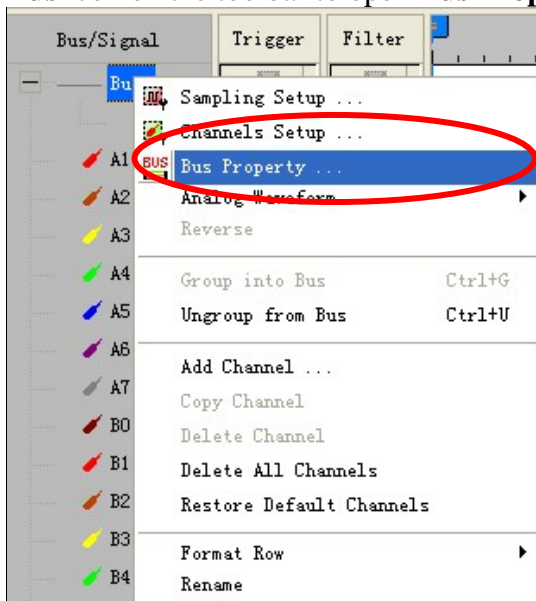 Bus/Signal Trigger Filter
Bu
Sampling Setup ...
Channels Setup ...
A1 BUS Bus Property ...
A2 Analog Waveform
A3 Reverse
A4 Group into Bus Ctrl+G
A5 Ungroup from Bus Ctrl+U
A6
Add Channel ...
A7 Copy Channel
B0 Delete Channel
B1 Delete All Channels
B2 Restore Default Channels
B3 Format Row
B4 Rename